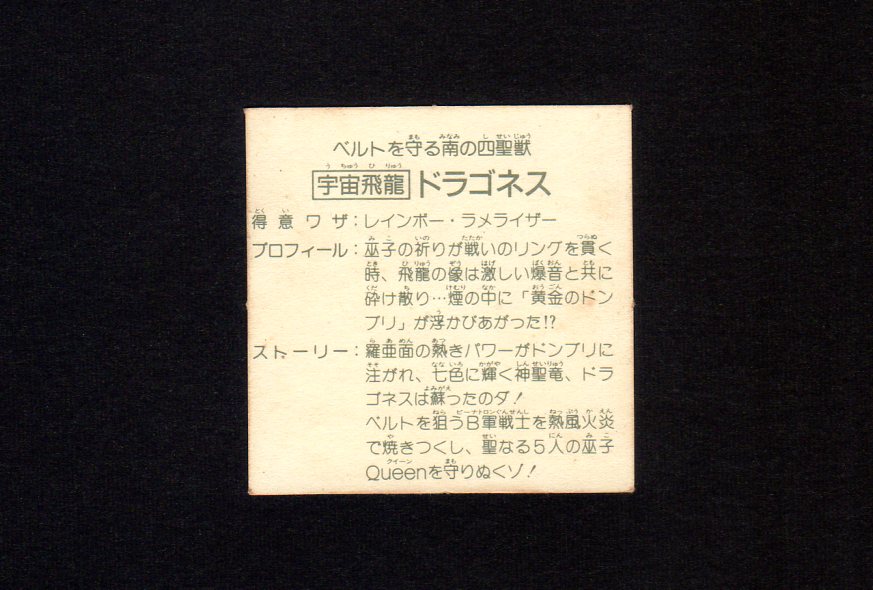 ベルトを守る南の四聖獣
宇宙飛龍 ドラゴネス
得意ワザ：レインボー・ラメライザー
プロフィール：巫子の祈りが戦いのリングを貫く
時、飛龍の像は激しい爆音と共に
砕け散り…煙の中に「黄金のドン
ブリ」が浮かびあがった!?
ストーリー：羅亜面の熱きパワーがドンブリに
注がれ、七色に輝く神聖竜、ドラ
ゴネスは蘇ったのダ！
ベルトを狙うB軍戦士を熱風火炎
で焼きつくし、聖なる5人の巫子
Queenを守りぬくゾ！